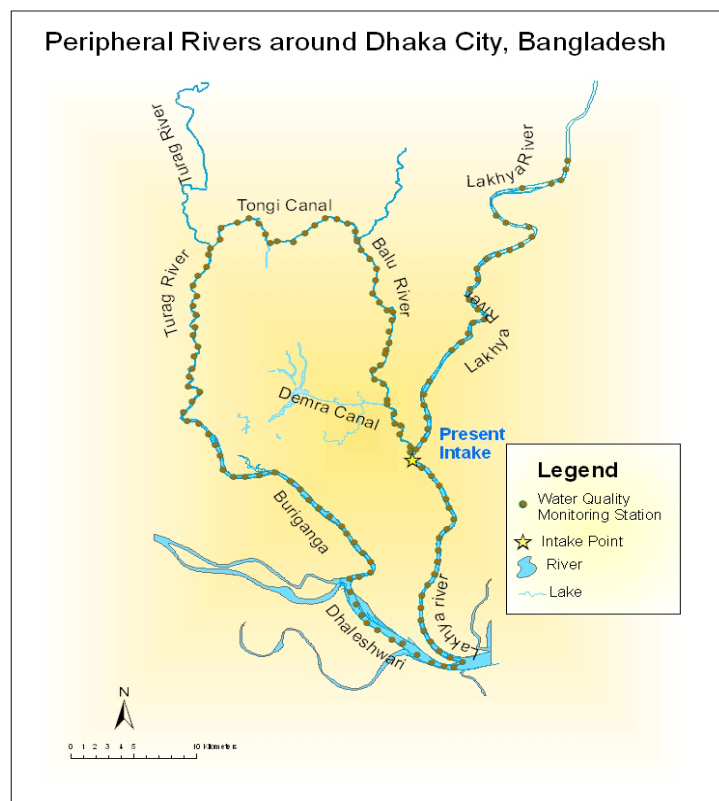 Peripheral Rivers around Dhaka City, Bangladesh
Turag River
Lakhya River
Tongi Canal
Turag River
Balu River
River
Lakhya
Demra Canal
Present
Intake
Buriganga
Dhaleshwari
Lakhya river
Legend
Water Quality
Monitoring Station
Intake Point
River
Lake
N
0 1 2 3 4 5 10 Kilometers